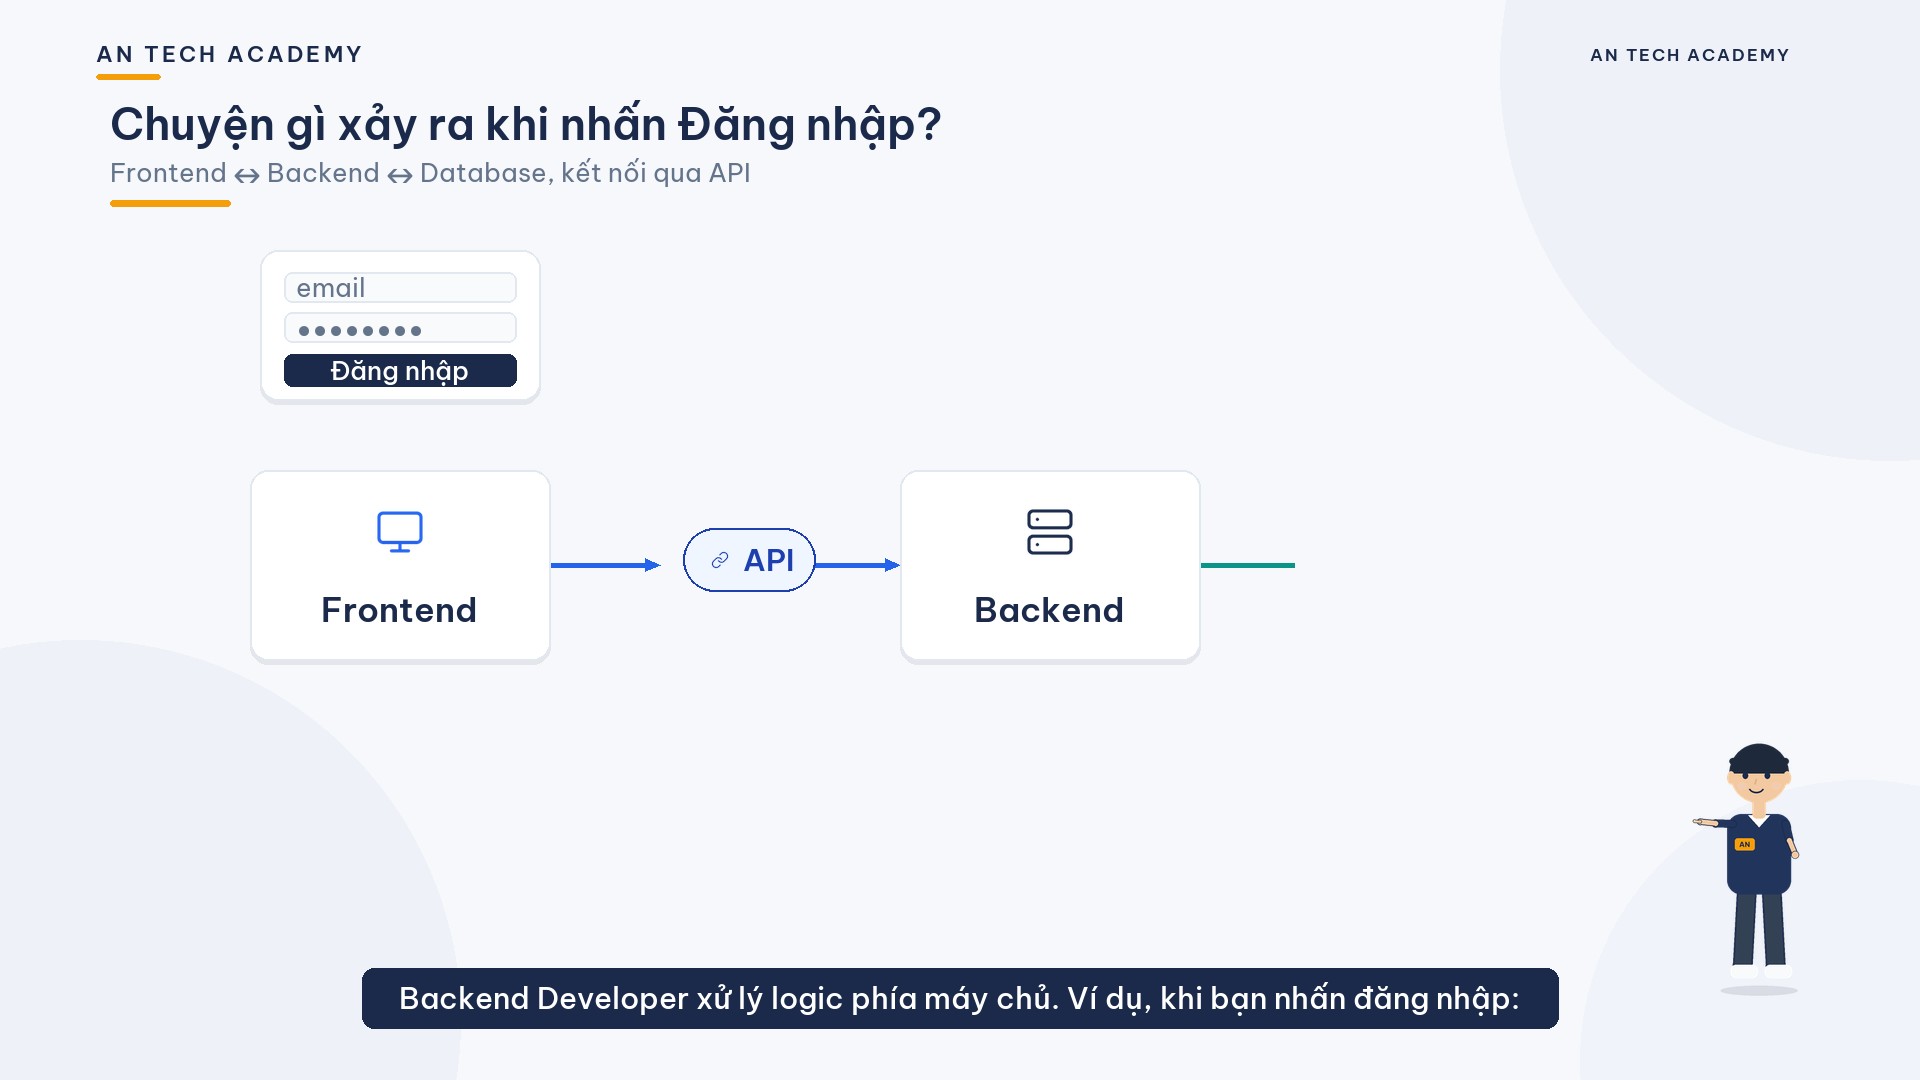 AN TECH ACADEMY
AN TECH ACADEMY
Chuyện gì xảy ra khi nhấn Đăng nhập?
Frontend ↔ Backend ↔ Database, kết nối qua API
email
••••••••
Đăng nhập
Frontend
API
Backend
AN
Backend Developer xử lý logic phía máy chủ. Ví dụ, khi bạn nhấn đăng nhập: